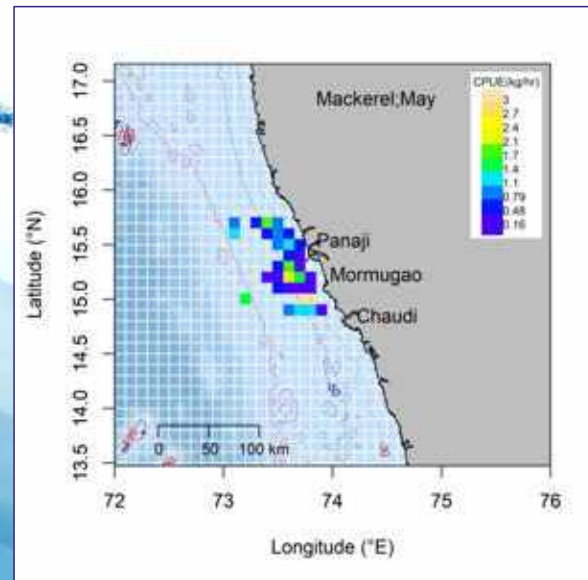 Mackerel;May
CPUE(kg/hr)
3
2.7
2.4
2.1
1.7
1.4
1.1
0.79
0.48
0.16
Panaji
Mormugao
Chaudi
Latitude (°N)
17.0
16.5
16.0
15.5
15.0
14.5
14.0
13.5
0 50 100 km
72 73 74 75 76
Longitude (°E)